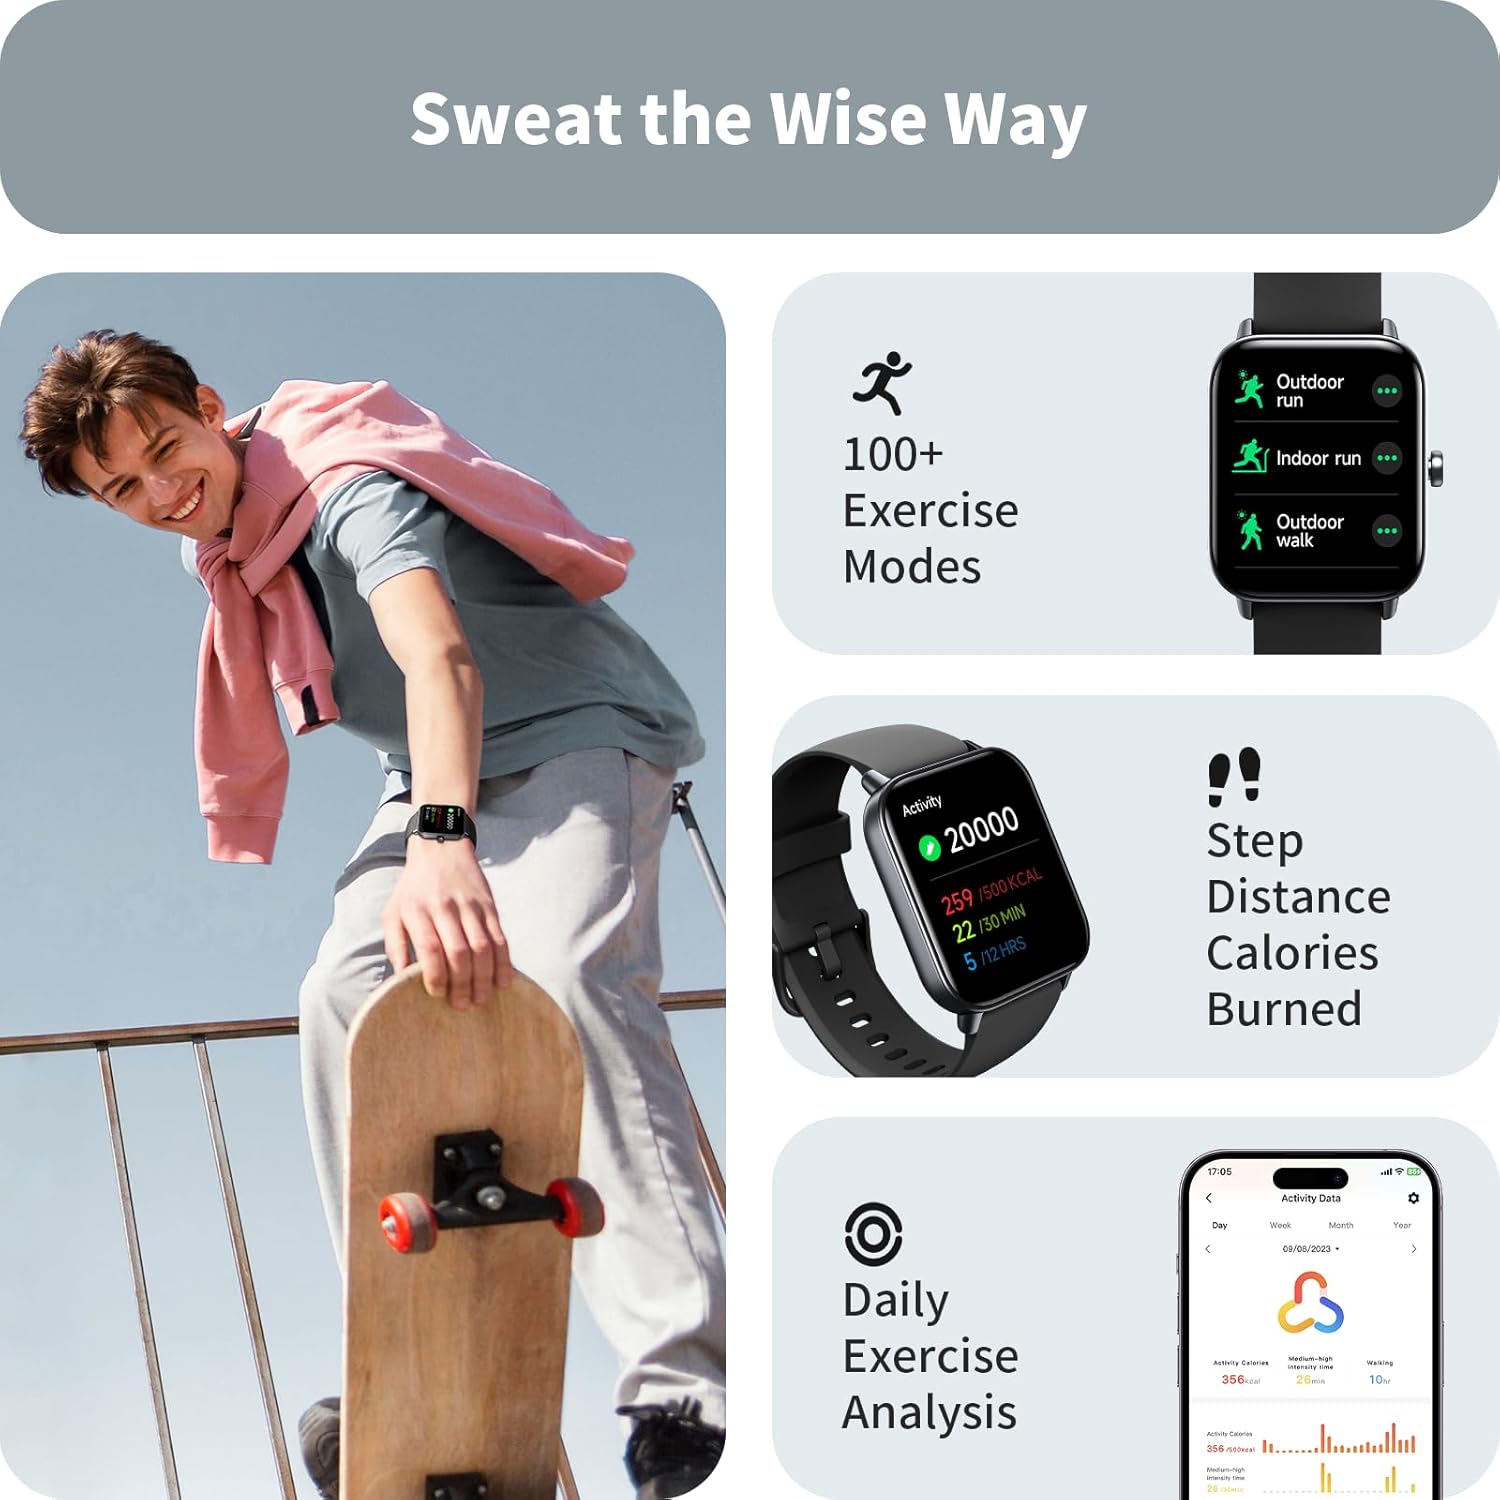 Sweat the Wise Way
100+
Exercise
Modes
Outdoor
run
Indoor run
Outdoor
walk
Activity
20000
259 /500 KCAL
22 /30 MIN
5 /12 HRS
Step
Distance
Calories
Burned
Daily
Exercise
Analysis
17:05
Activity Data
Day Week Month Year
09/08/2023
Activity Calories Medium-high intensity time Walking
356kcal 26min 10hr
Activity Calories
356 /500kcal
Medium-high
intensity time
26 /30min
20000